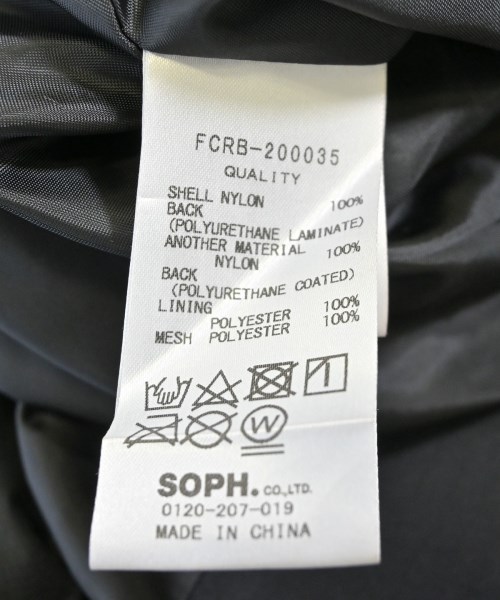 FCRB-200035
QUALITY
SHELL NYLON 100%
BACK
(POLYURETHANE LAMINATE)
ANOTHER MATERIAL
NYLON 100%
BACK
(POLYURETHANE COATED)
LINING
POLYESTER 100%
MESH POLYESTER 100%
W
SOPH.CO.,LTD.
0120-207-019
MADE IN CHINA